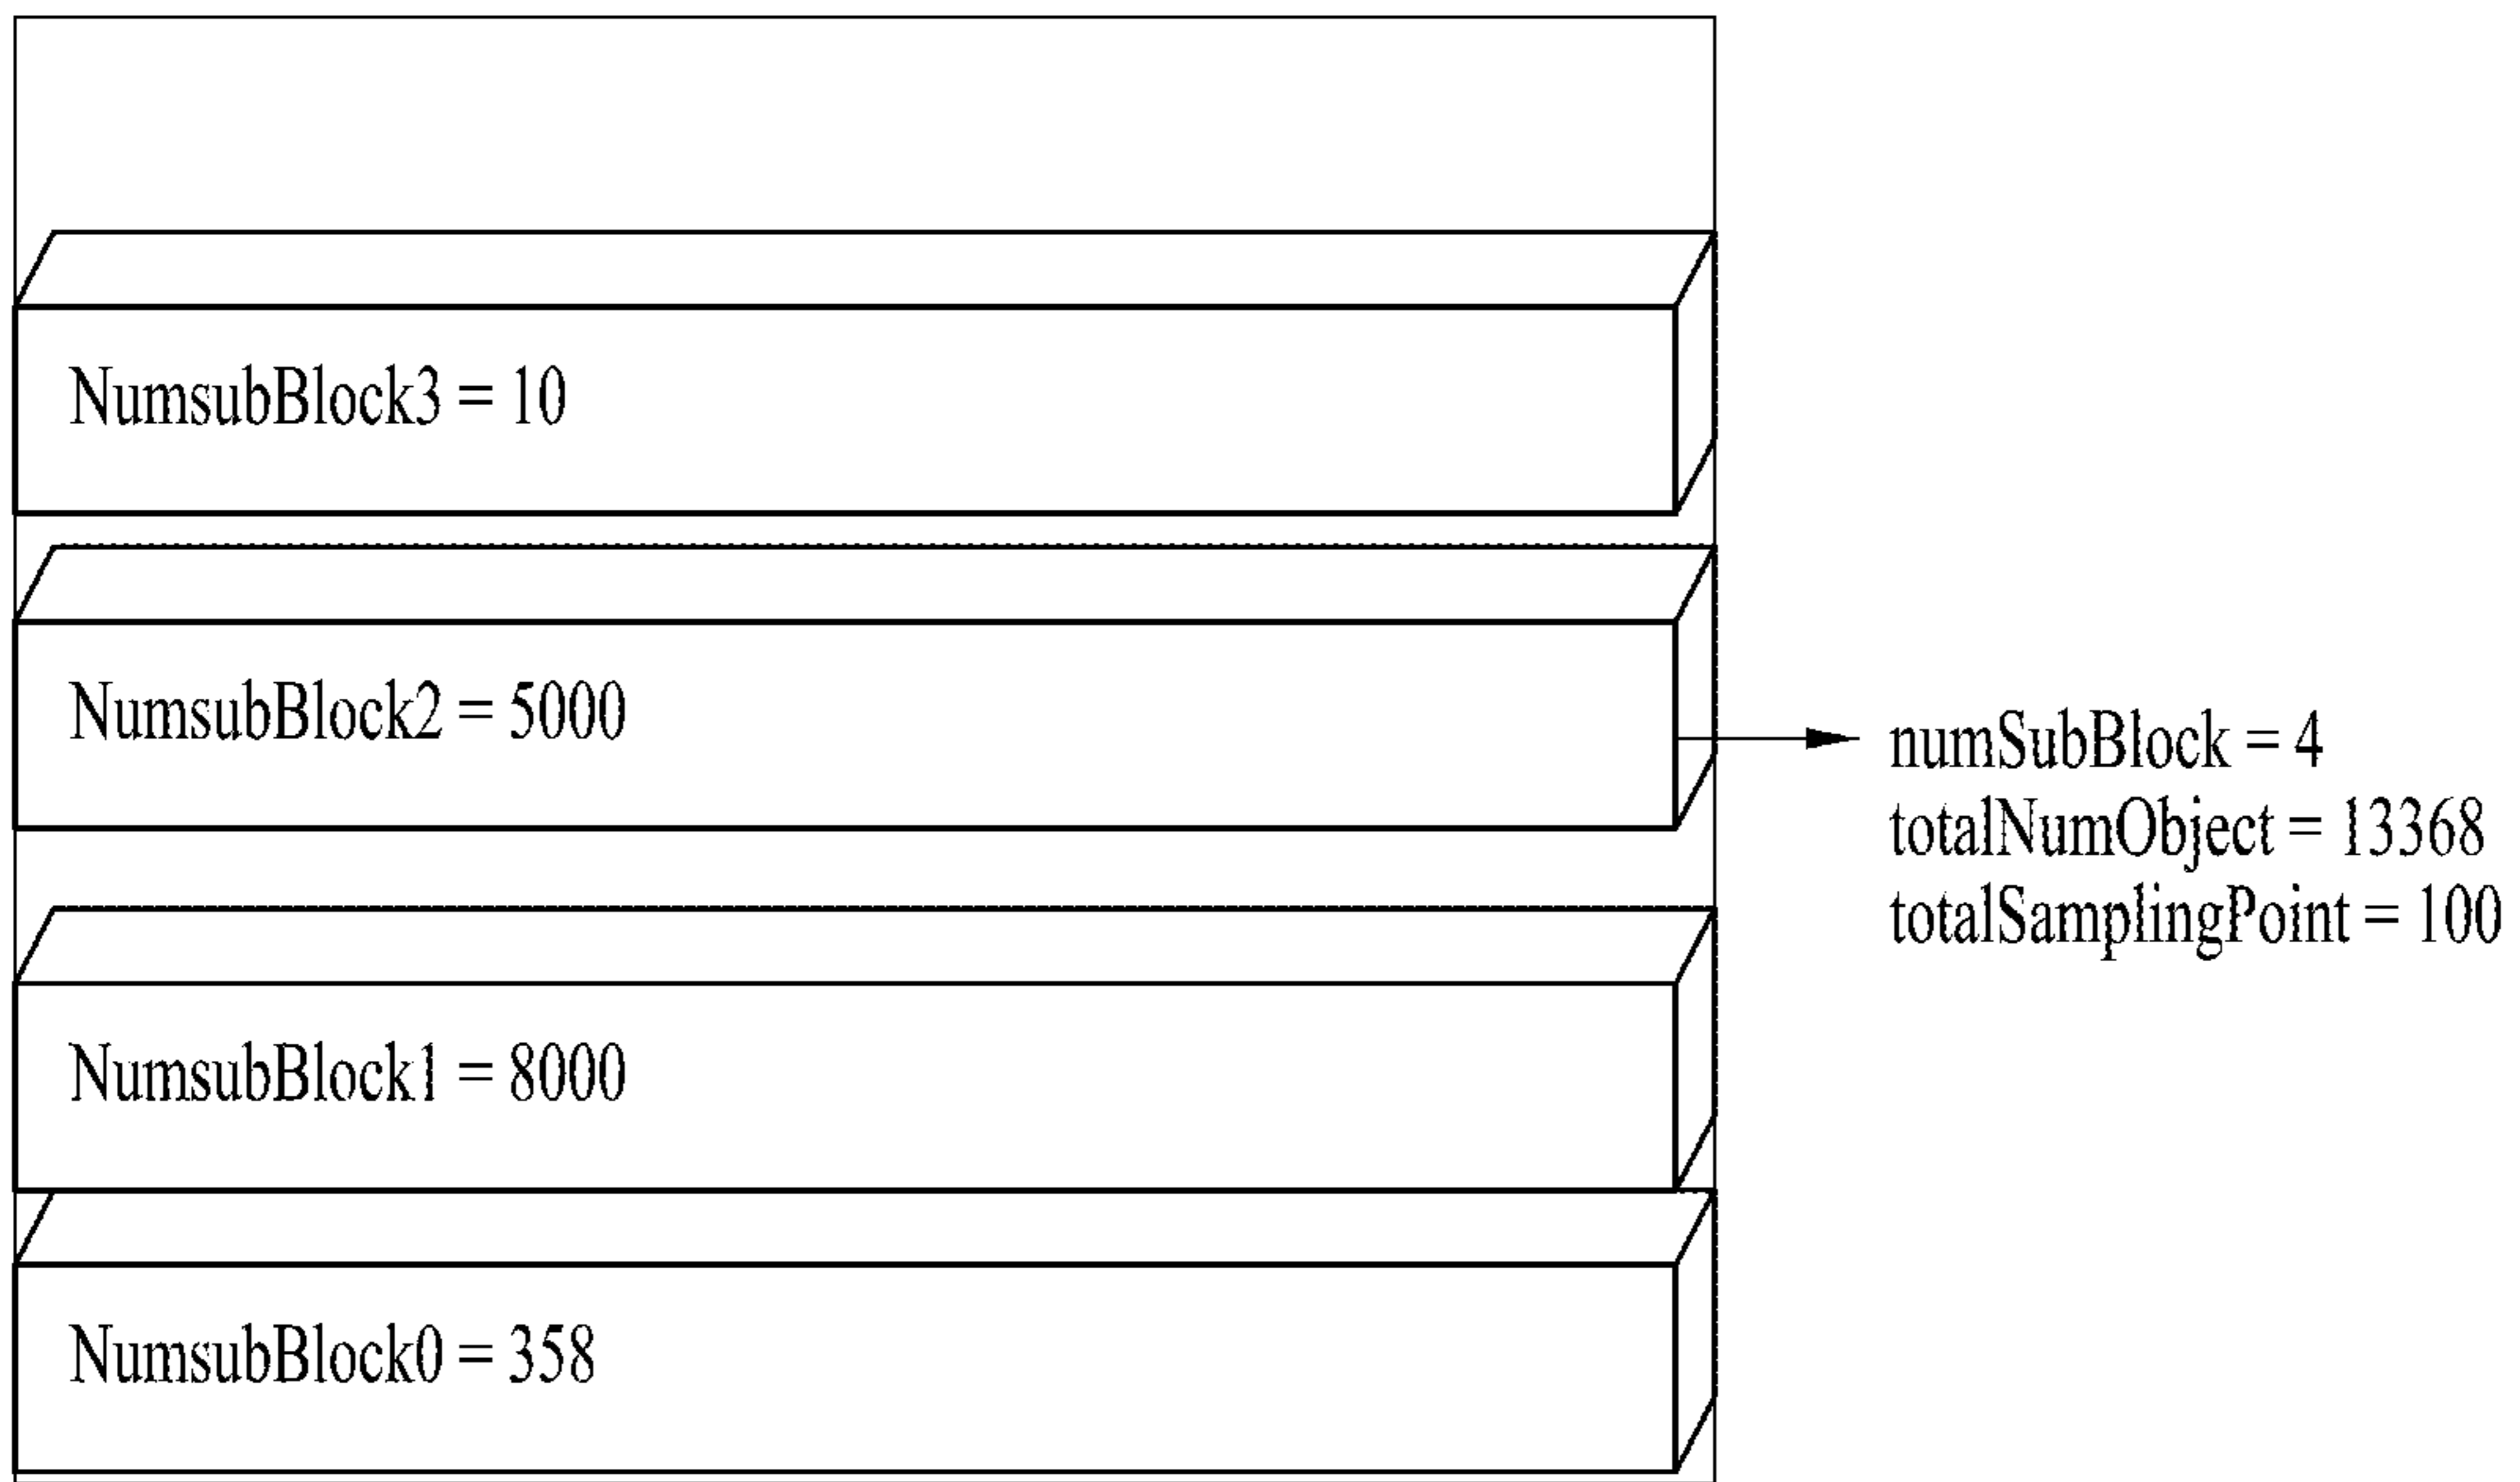 NumsubBlock3 = 10
NumsubBlock2 = 5000
numSubBlock = 4
totalNumObject = 13368
totalSamplingPoint = 100
NumsubBlock1 = 8000
NumsubBlock0 = 358